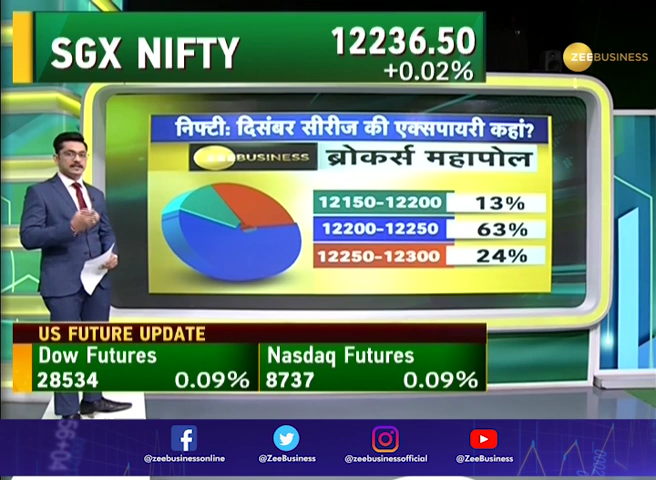 SGX NIFTY
12236.50
+0.02%
ZEEBUSINESS
निफ्टी: दिसंबर सीरीज की एक्सपायरी कहां?
ZEEBUSINESS ब्रोकर्स महापोल
12150-12200 13%
12200-12250 63%
12250-12300 24%
US FUTURE UPDATE
Dow Futures
28534 0.09%
Nasdaq Futures
8737 0.09%
@zeebusinessonline
@ZeeBusiness
@zeebusinessofficial
@ZeeBusiness